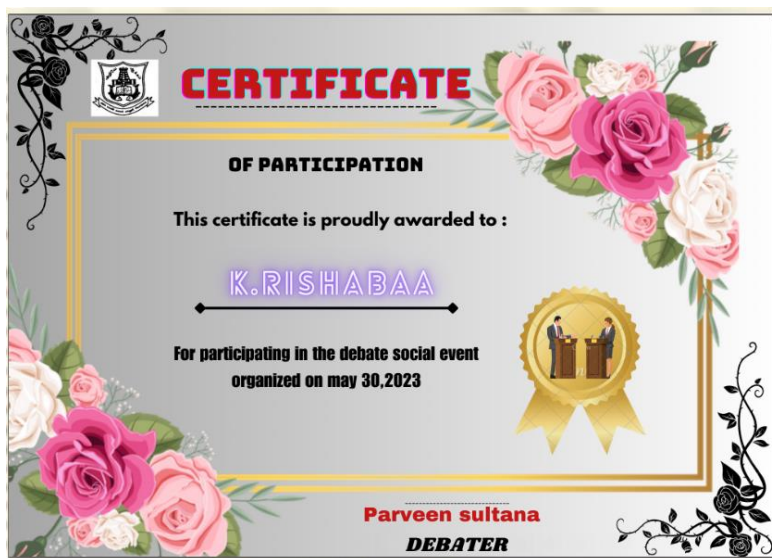 CERTIFICATE
OF PARTICIPATION
This certificate is proudly awarded to :
K.RISHABAA
For participating in the debate social event
organized on may 30,2023
Parveen sultana
DEBATER